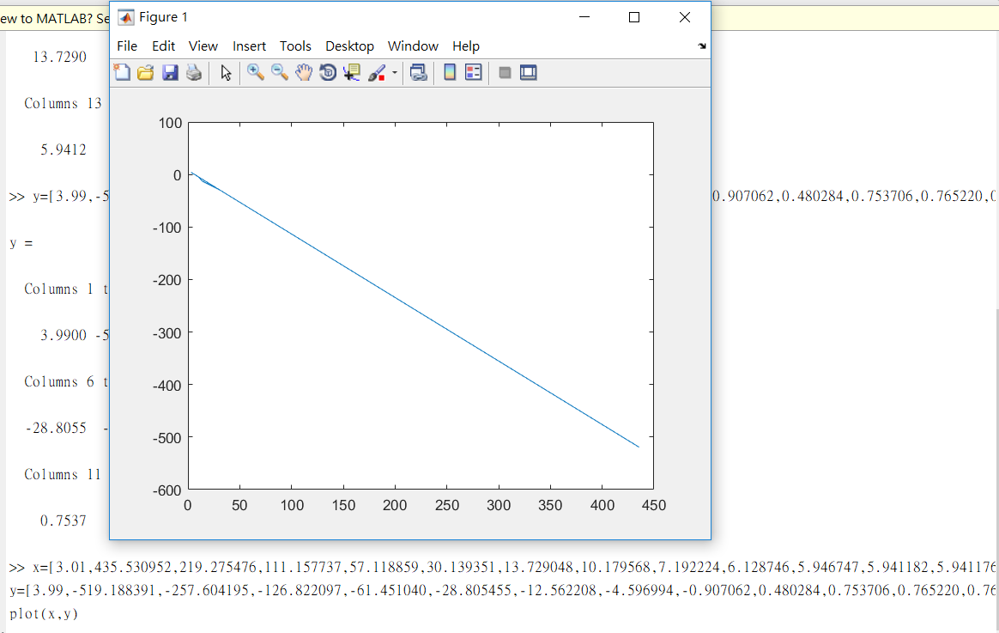 ew to MATLAB? Se
Figure 1
File Edit View Insert Tools Desktop Window Help
13.7290
Columns 13
5.9412
>> y=[3.99,-5
0.907062,0.480284,0.753706,0.765220,0
y =
Columns 1 t
3.9900 -5
Columns 6 t
-28.8055 -
Columns 11
0.7537
100
0
-100
-200
-300
-400
-500
-600
0 50 100 150 200 250 300 350 400 450
>> x=[3.01,435.530952,219.275476,111.157737,57.118859,30.139351,13.729048,10.179568,7.192224,6.128746,5.946747,5.941182,5.941176
y=[3.99,-519.188391,-257.604195,-126.822097,-61.451040,-28.805455,-12.562208,-4.596994,-0.907062,0.480284,0.753706,0.765220,0.76
plot(x,y)